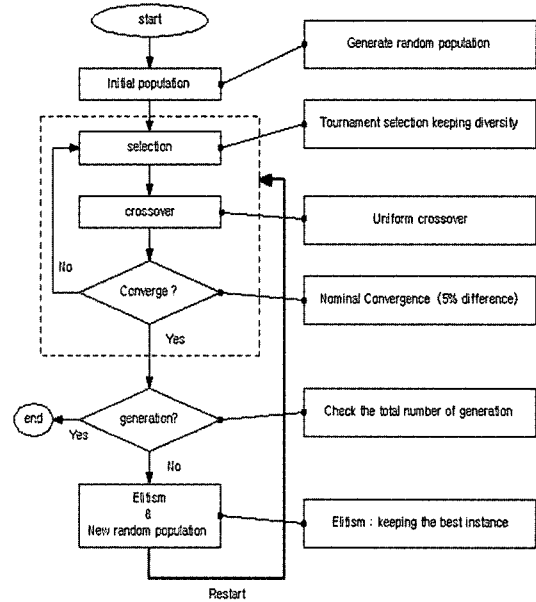 start
Generate random population
Initial population
Tournament selection keeping diversity
selection
crossover
Uniform crossover
No
Converge ?
Nominal Convergence (5% difference)
Yes
end
generation?
Check the total number of generation
Yes
No
Elitism
&
New random population
Elitism : keeping the best instance
Restart